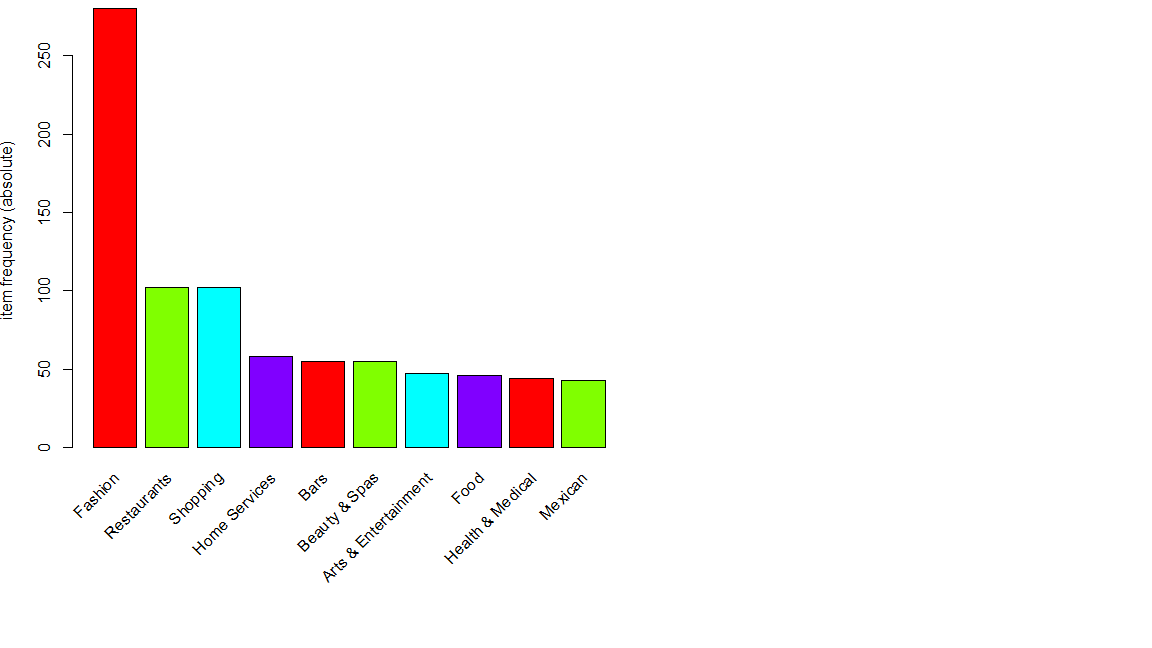 item frequency (absolute)
250
200
150
100
50
0
Fashion
Restaurants
Shopping
Home Services
Bars
Beauty & Spas
Arts & Entertainment
Food
Health & Medical
Mexican